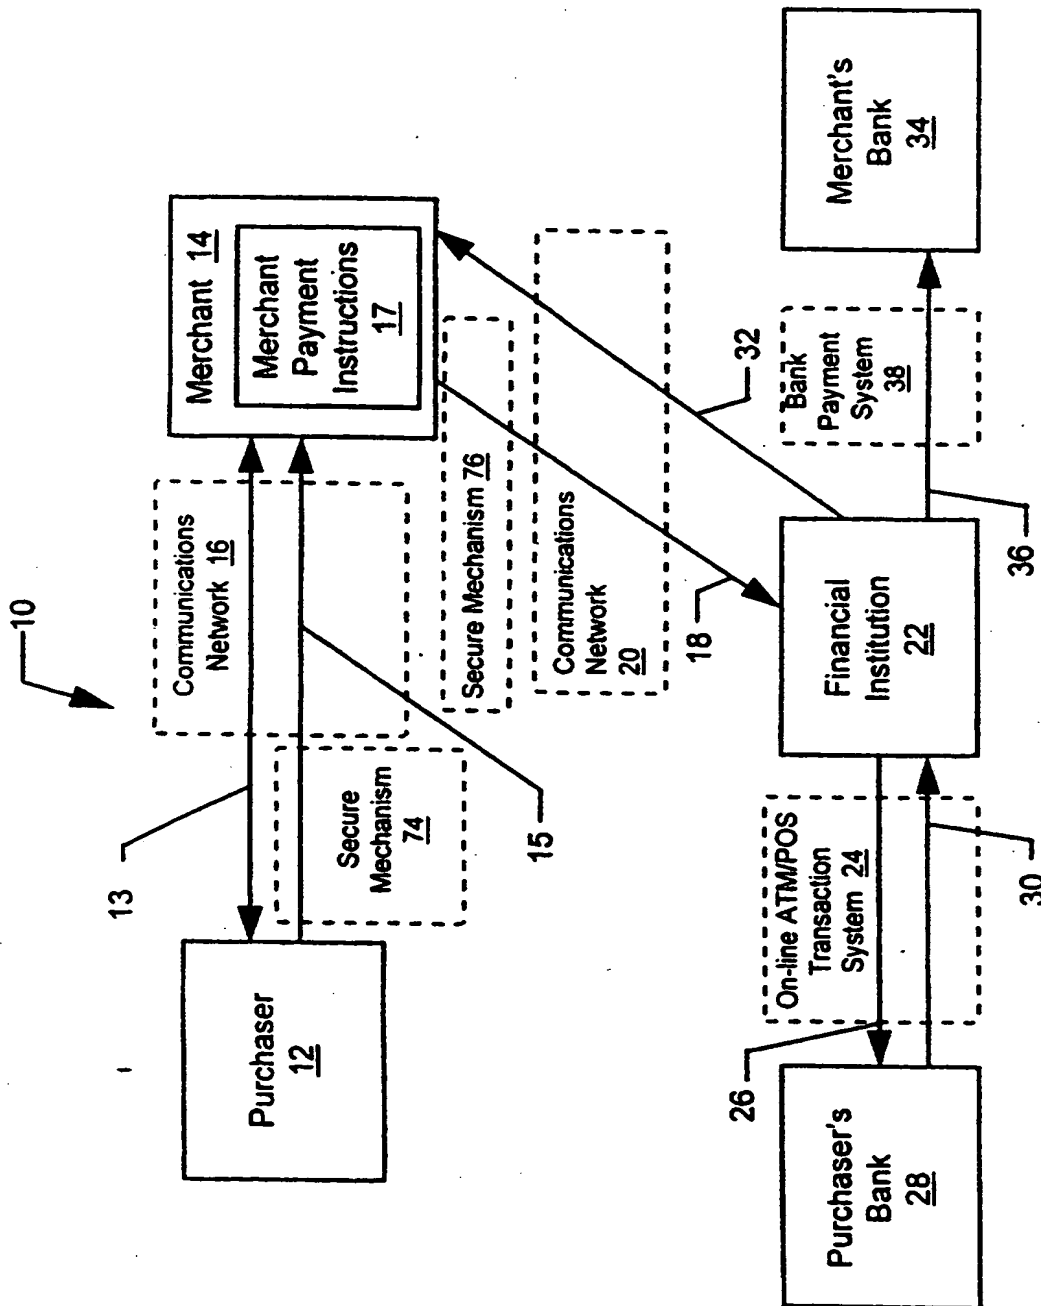 10
13
Purchaser
12
Secure
Mechanism
74
15
Communications
Network 16
Merchant 14
Merchant
Payment
Instructions
17
Secure Mechanism 76
Communications
Network
20
18
32
26
Purchaser's
Bank
28
On-line ATM/POS
Transaction
System 24
30
Financial
Institution
22
36
Bank
Payment
System
38
Merchant's
Bank
34